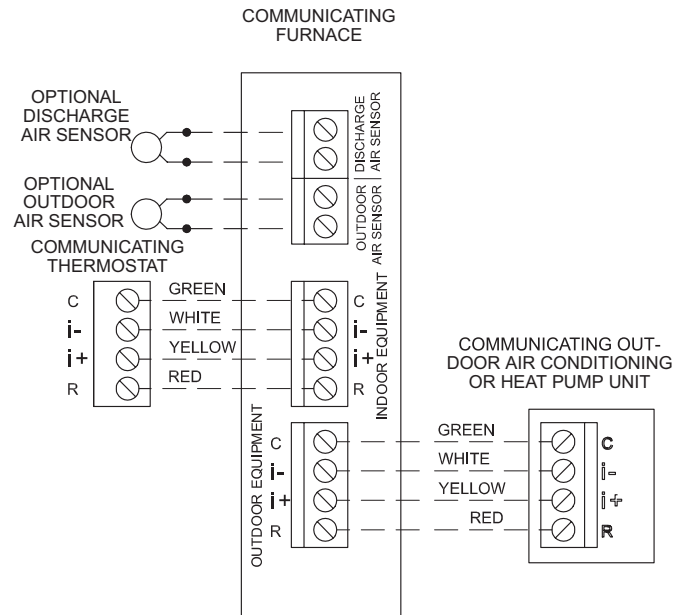 COMMUNICATING
FURNACE
OPTIONAL
DISCHARGE
AIR SENSOR
DISCHARGE
AIR SENSOR
OPTIONAL
OUTDOOR
AIR SENSOR
OUTDOOR
AIR SENSOR
COMMUNICATING
THERMOSTAT
C
GREEN
C
i-
WHITE
i-
i+
YELLOW
i+
R
RED
R
INDOOR EQUIPMENT
COMMUNICATING OUT-
DOOR AIR CONDITIONING
OR HEAT PUMP UNIT
OUTDOOR EQUIPMENT
C
GREEN
C
i-
WHITE
i-
i+
YELLOW
i+
R
RED
R